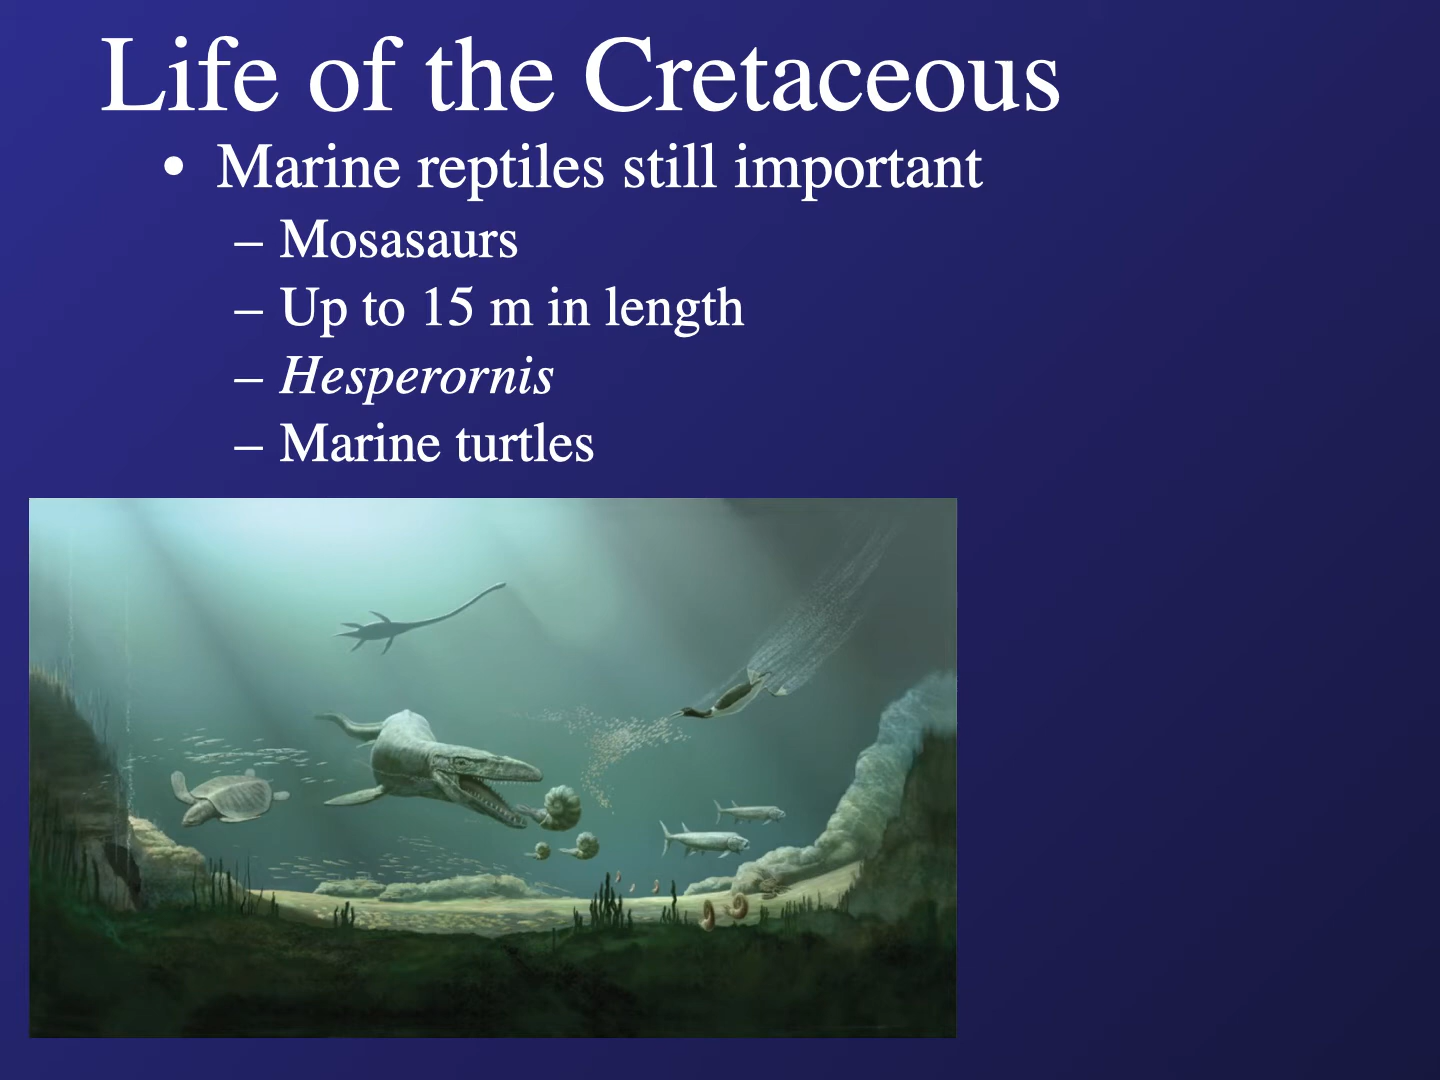 Life of the Cretaceous
• Marine reptiles still important
– Mosasaurs
– Up to 15 m in length
– Hesperornis
– Marine turtles